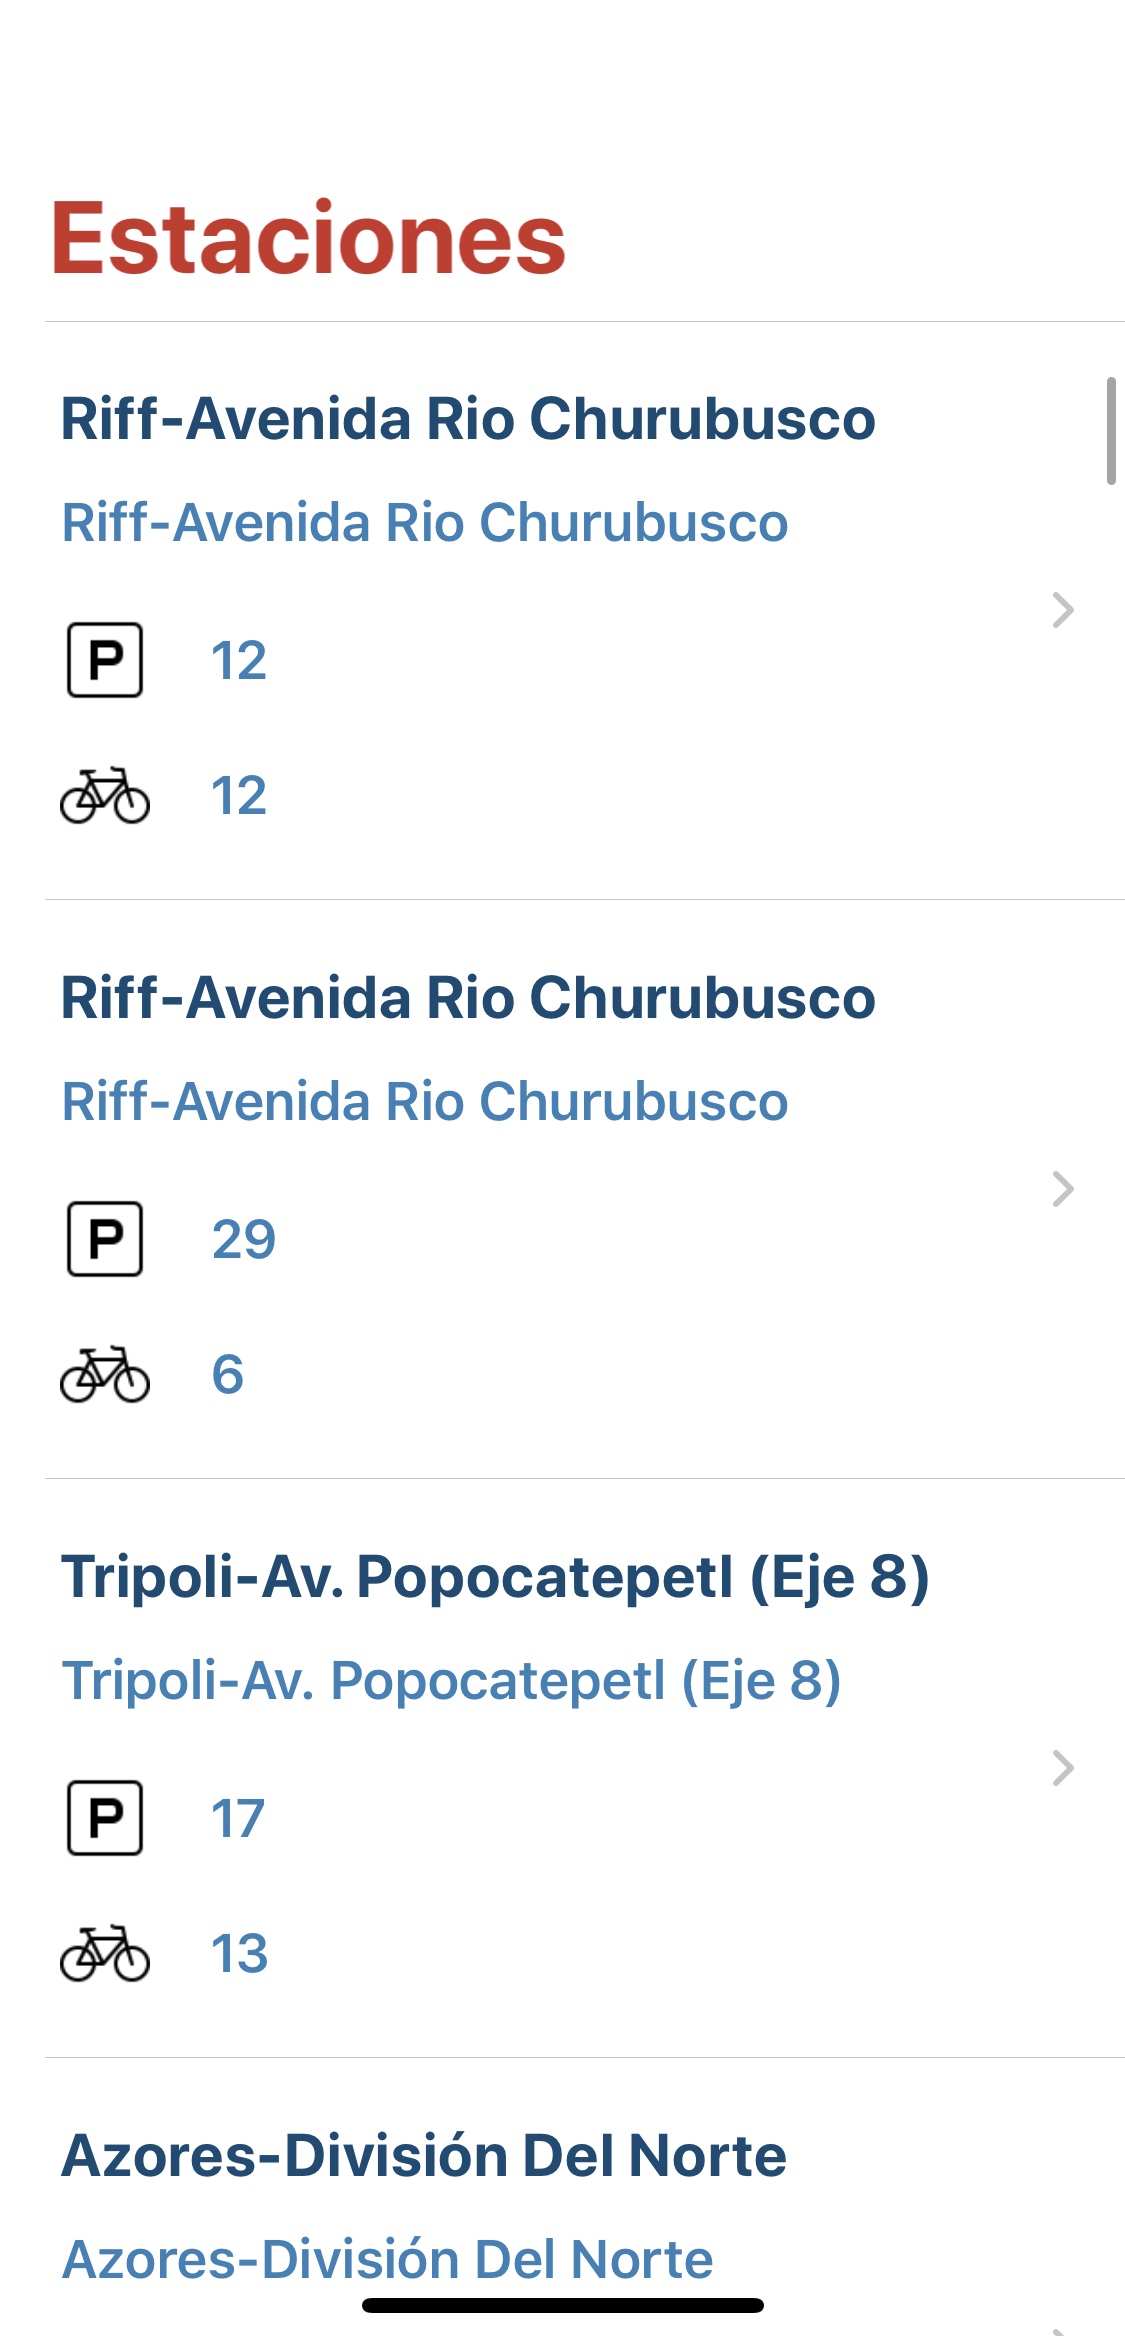 Estaciones
Riff-Avenida Rio Churubusco
Riff-Avenida Rio Churubusco
P 12
12
Riff-Avenida Rio Churubusco
Riff-Avenida Rio Churubusco
P 29
6
Tripoli-Av. Popocatepetl (Eje 8)
Tripoli-Av. Popocatepetl (Eje 8)
P 17
13
Azores-División Del Norte
Azores-División Del Norte